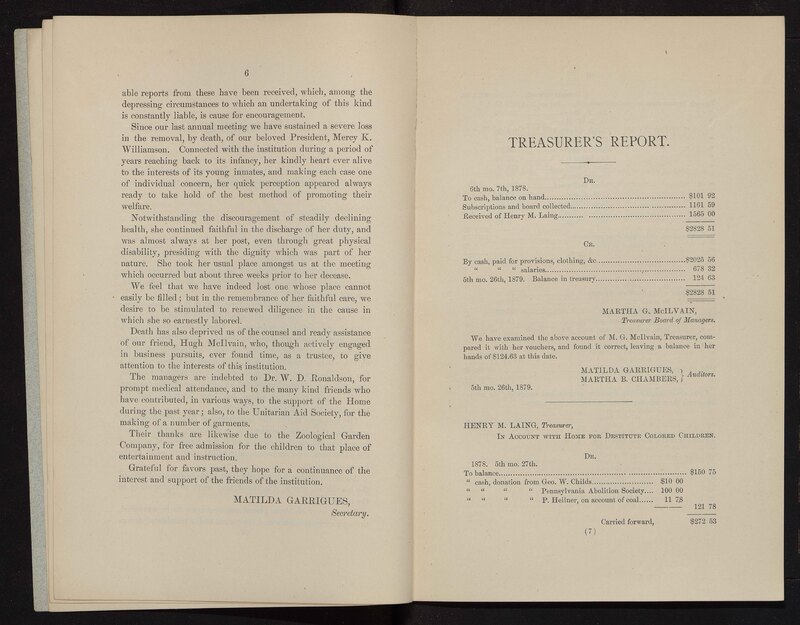 6
able reports from these have been received, which, among the
depressing circumstances to which an undertaking of this kind
is constantly liable, is cause for encouragement.
Since our last annual meeting we have sustained a severe loss
in the removal, by death, of our beloved President, Mercy K.
Williamson. Connected with the institution during a period of
years reaching back to its infancy, her kindly heart ever alive
to the interests of its young inmates, and making each case one
of individual concern, her quick perception appeared always
ready to take hold of the best method of promoting their
welfare.
Notwithstanding the discouragement of steadily declining
health, she continued faithful in the discharge of her duty, and
was almost always at her post, even through great physical
disability, presiding with the dignity which was part of her
nature. She took her usual place amongst us at the meeting
which occurred but about three weeks prior to her decease.
We feel that we have indeed lost one whose place cannot
easily be filled; but in the remembrance of her faithful care, we
desire to be stimulated to renewed diligence in the cause in
which she so earnestly labored.
Death has also deprived us of the counsel and ready assistance
of our friend, Hugh McIlvain, who, though actively engaged
in business pursuits, ever found time, as a trustee, to give
attention to the interests of this institution.
The managers are indebted to Dr. W. D. Ronaldson, for
prompt medical attendance, and to the many kind friends who
have contributed, in various ways, to the support of the Home
during the past year; also, to the Unitarian Aid Society, for the
making of a number of garments.
Their thanks are likewise due to the Zoological Garden
Company, for free admission for the children to that place of
entertainment and instruction.
Grateful for favors past, they hope for a continuance of the
interest and support of the friends of the institution.
MATILDA GARRIGUES,
Secretary.
TREASURER'S REPORT.
DR.
6th mo. 7th, 1878.
To cash, balance on hand........ $101 92
Subscriptions and board collected........ 1161 59
Received of Henry M. Laing........ 1565 00
$2828 51
CR.
By cash, paid for provisions, clothing, &c........ $2025 56
" " " salaries........ 678 32
5th mo. 26th, 1879. Balance in treasury........ 124 63
$2828 51
MARTHA G. McILVAIN,
Treasurer Board of Managers.
We have examined the above account of M. G. McIlvain, Treasurer, com-
pared it with her vouchers, and found it correct, leaving a balance in her
hands of $124.63 at this date.
MATILDA GARRIGUES, }
MARTHA B. CHAMBERS, } Auditors.
5th mo. 26th, 1879.
HENRY M. LAING, Treasurer,
IN ACCOUNT WITH HOME FOR DESTITUTE COLORED CHILDREN.
DR.
1878. 5th mo. 27th.
To balance........ $150 75
" cash, donation from Geo. W. Childs........ $10 00
" " " " Pennsylvania Abolition Society.... 100 00
" " " " P. Heilner, on account of coal...... 11 78
121 78
Carried forward, $272 53
(7)